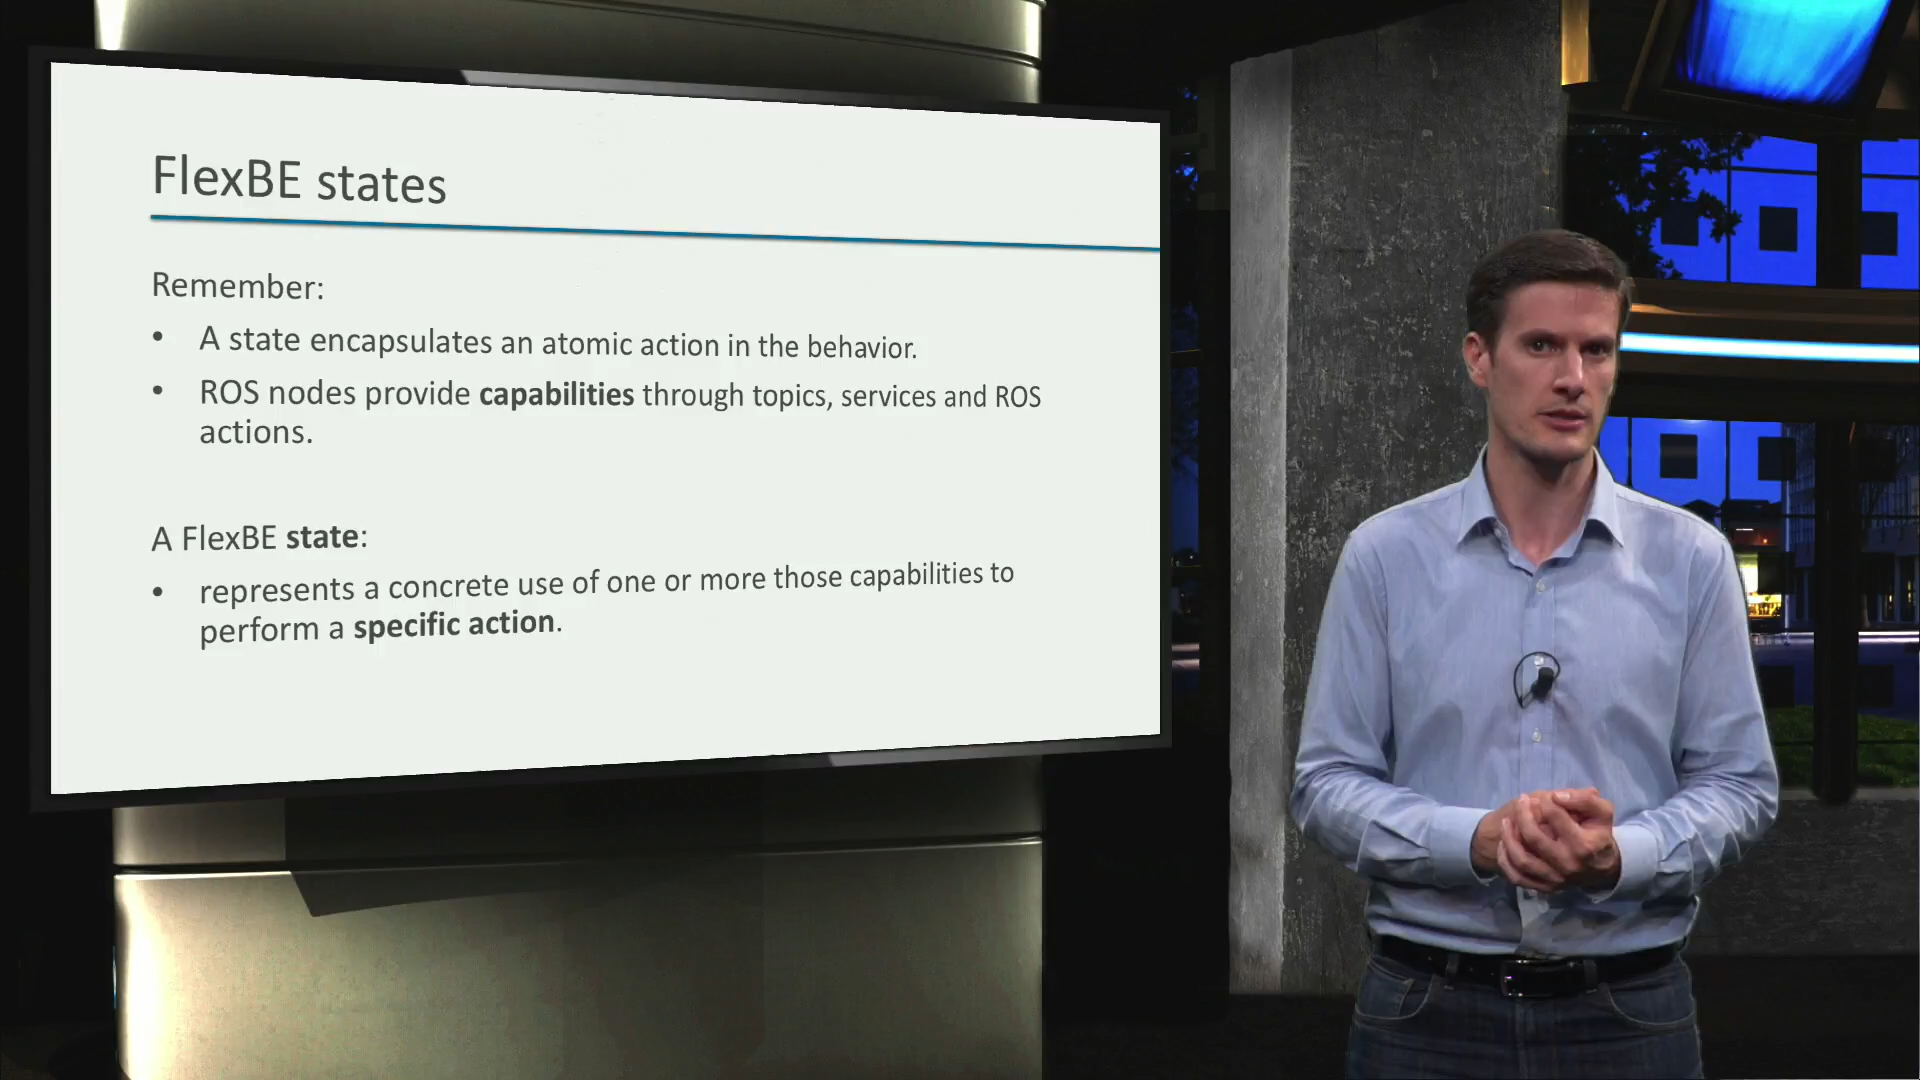 FlexBE states
Remember:
• A state encapsulates an atomic action in the behavior.
• ROS nodes provide capabilities through topics, services and ROS
actions.
A FlexBE state:
• represents a concrete use of one or more those capabilities to
perform a specific action.